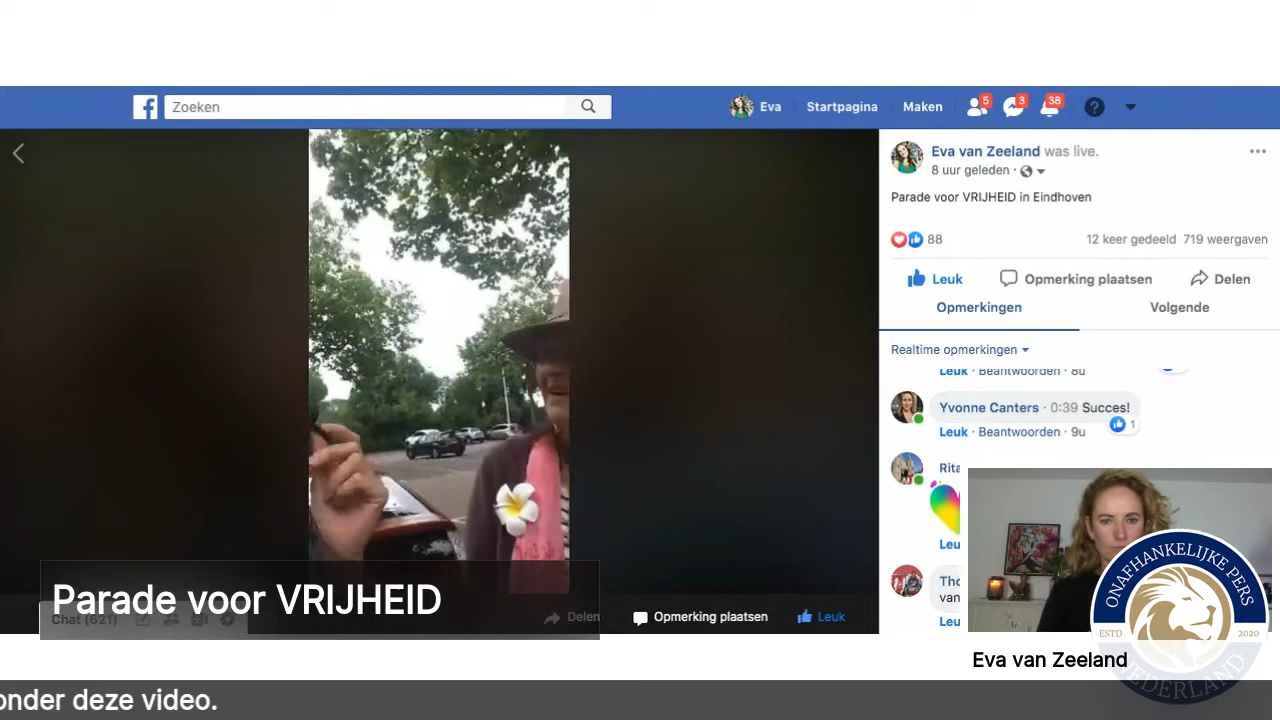 Zoeken
Eva
Startpagina
Maken
5
3
38
Eva van Zeeland was live.
8 uur geleden ·
Parade voor VRIJHEID in Eindhoven
88
12 keer gedeeld 719 weergaven
Leuk
Opmerking plaatsen
Delen
Opmerkingen
Volgende
Realtime opmerkingen
Leuk · Beantwoorden · 8u
Yvonne Canters · 0:39 Succes!
1
Leuk · Beantwoorden · 9u
Rita
Leu
Tho
van
Leu
Parade voor VRIJHEID
Chat (621)
Delen
Opmerking plaatsen
Leuk
ONAFHANKELIJKE PERS
ESTD
2020
NEDERLAND
Eva van Zeeland
onder deze video.